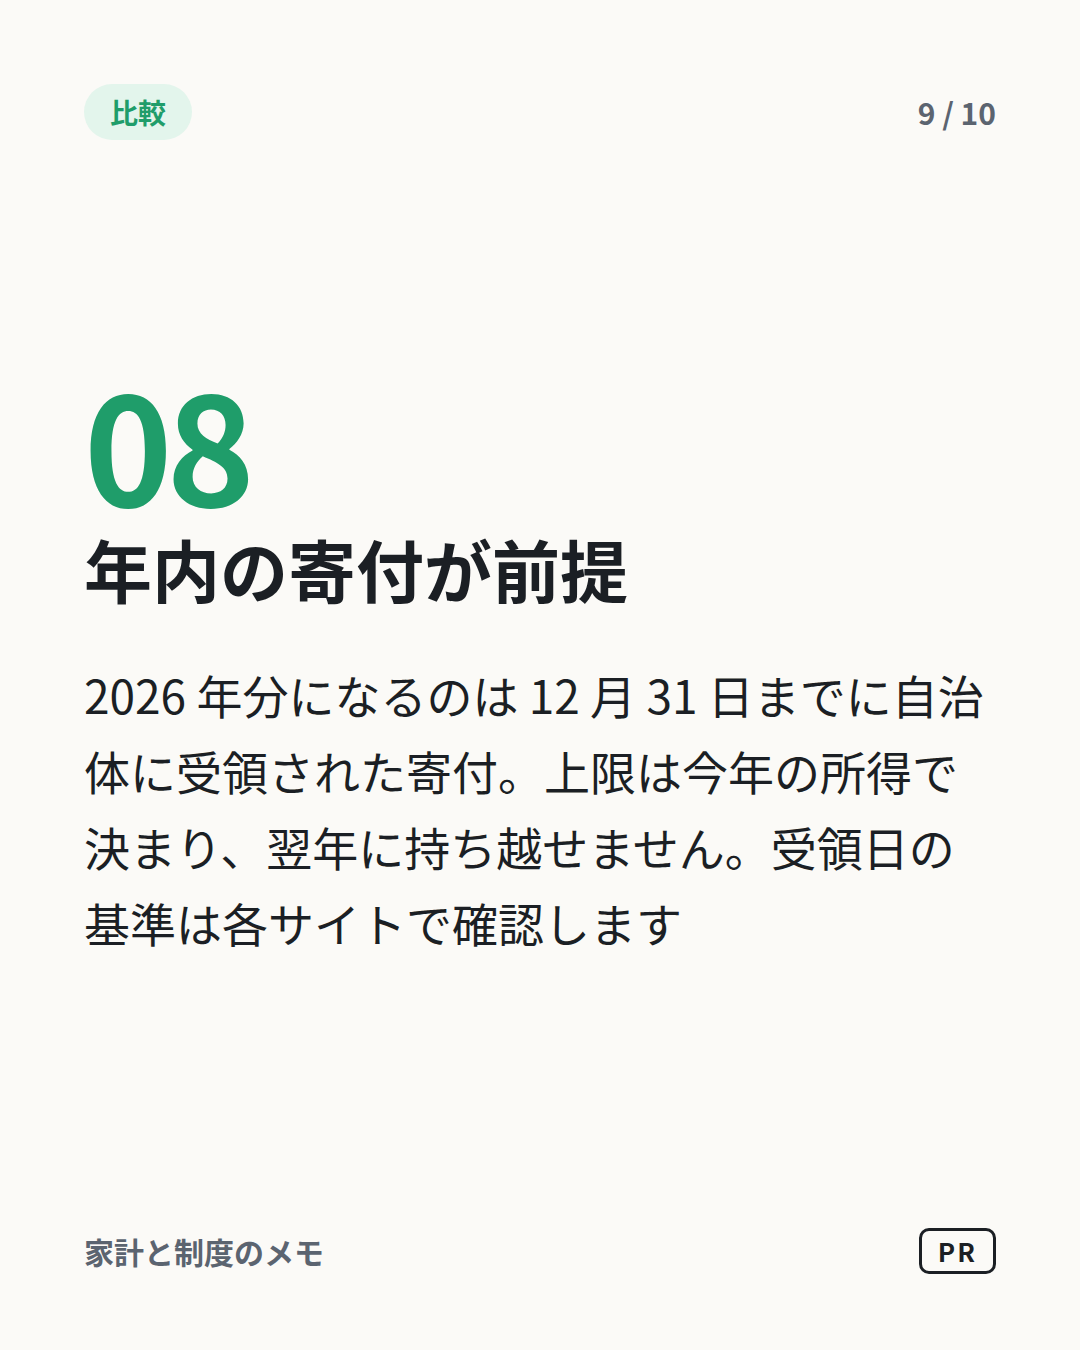 比較
9 / 10
08
年内の寄付が前提
2026 年分になるのは 12 月 31 日までに自治
体に受領された寄付。上限は今年の所得で
決まり、翌年に持ち越せません。受領日の
基準は各サイトで確認します
家計と制度のメモ
PR